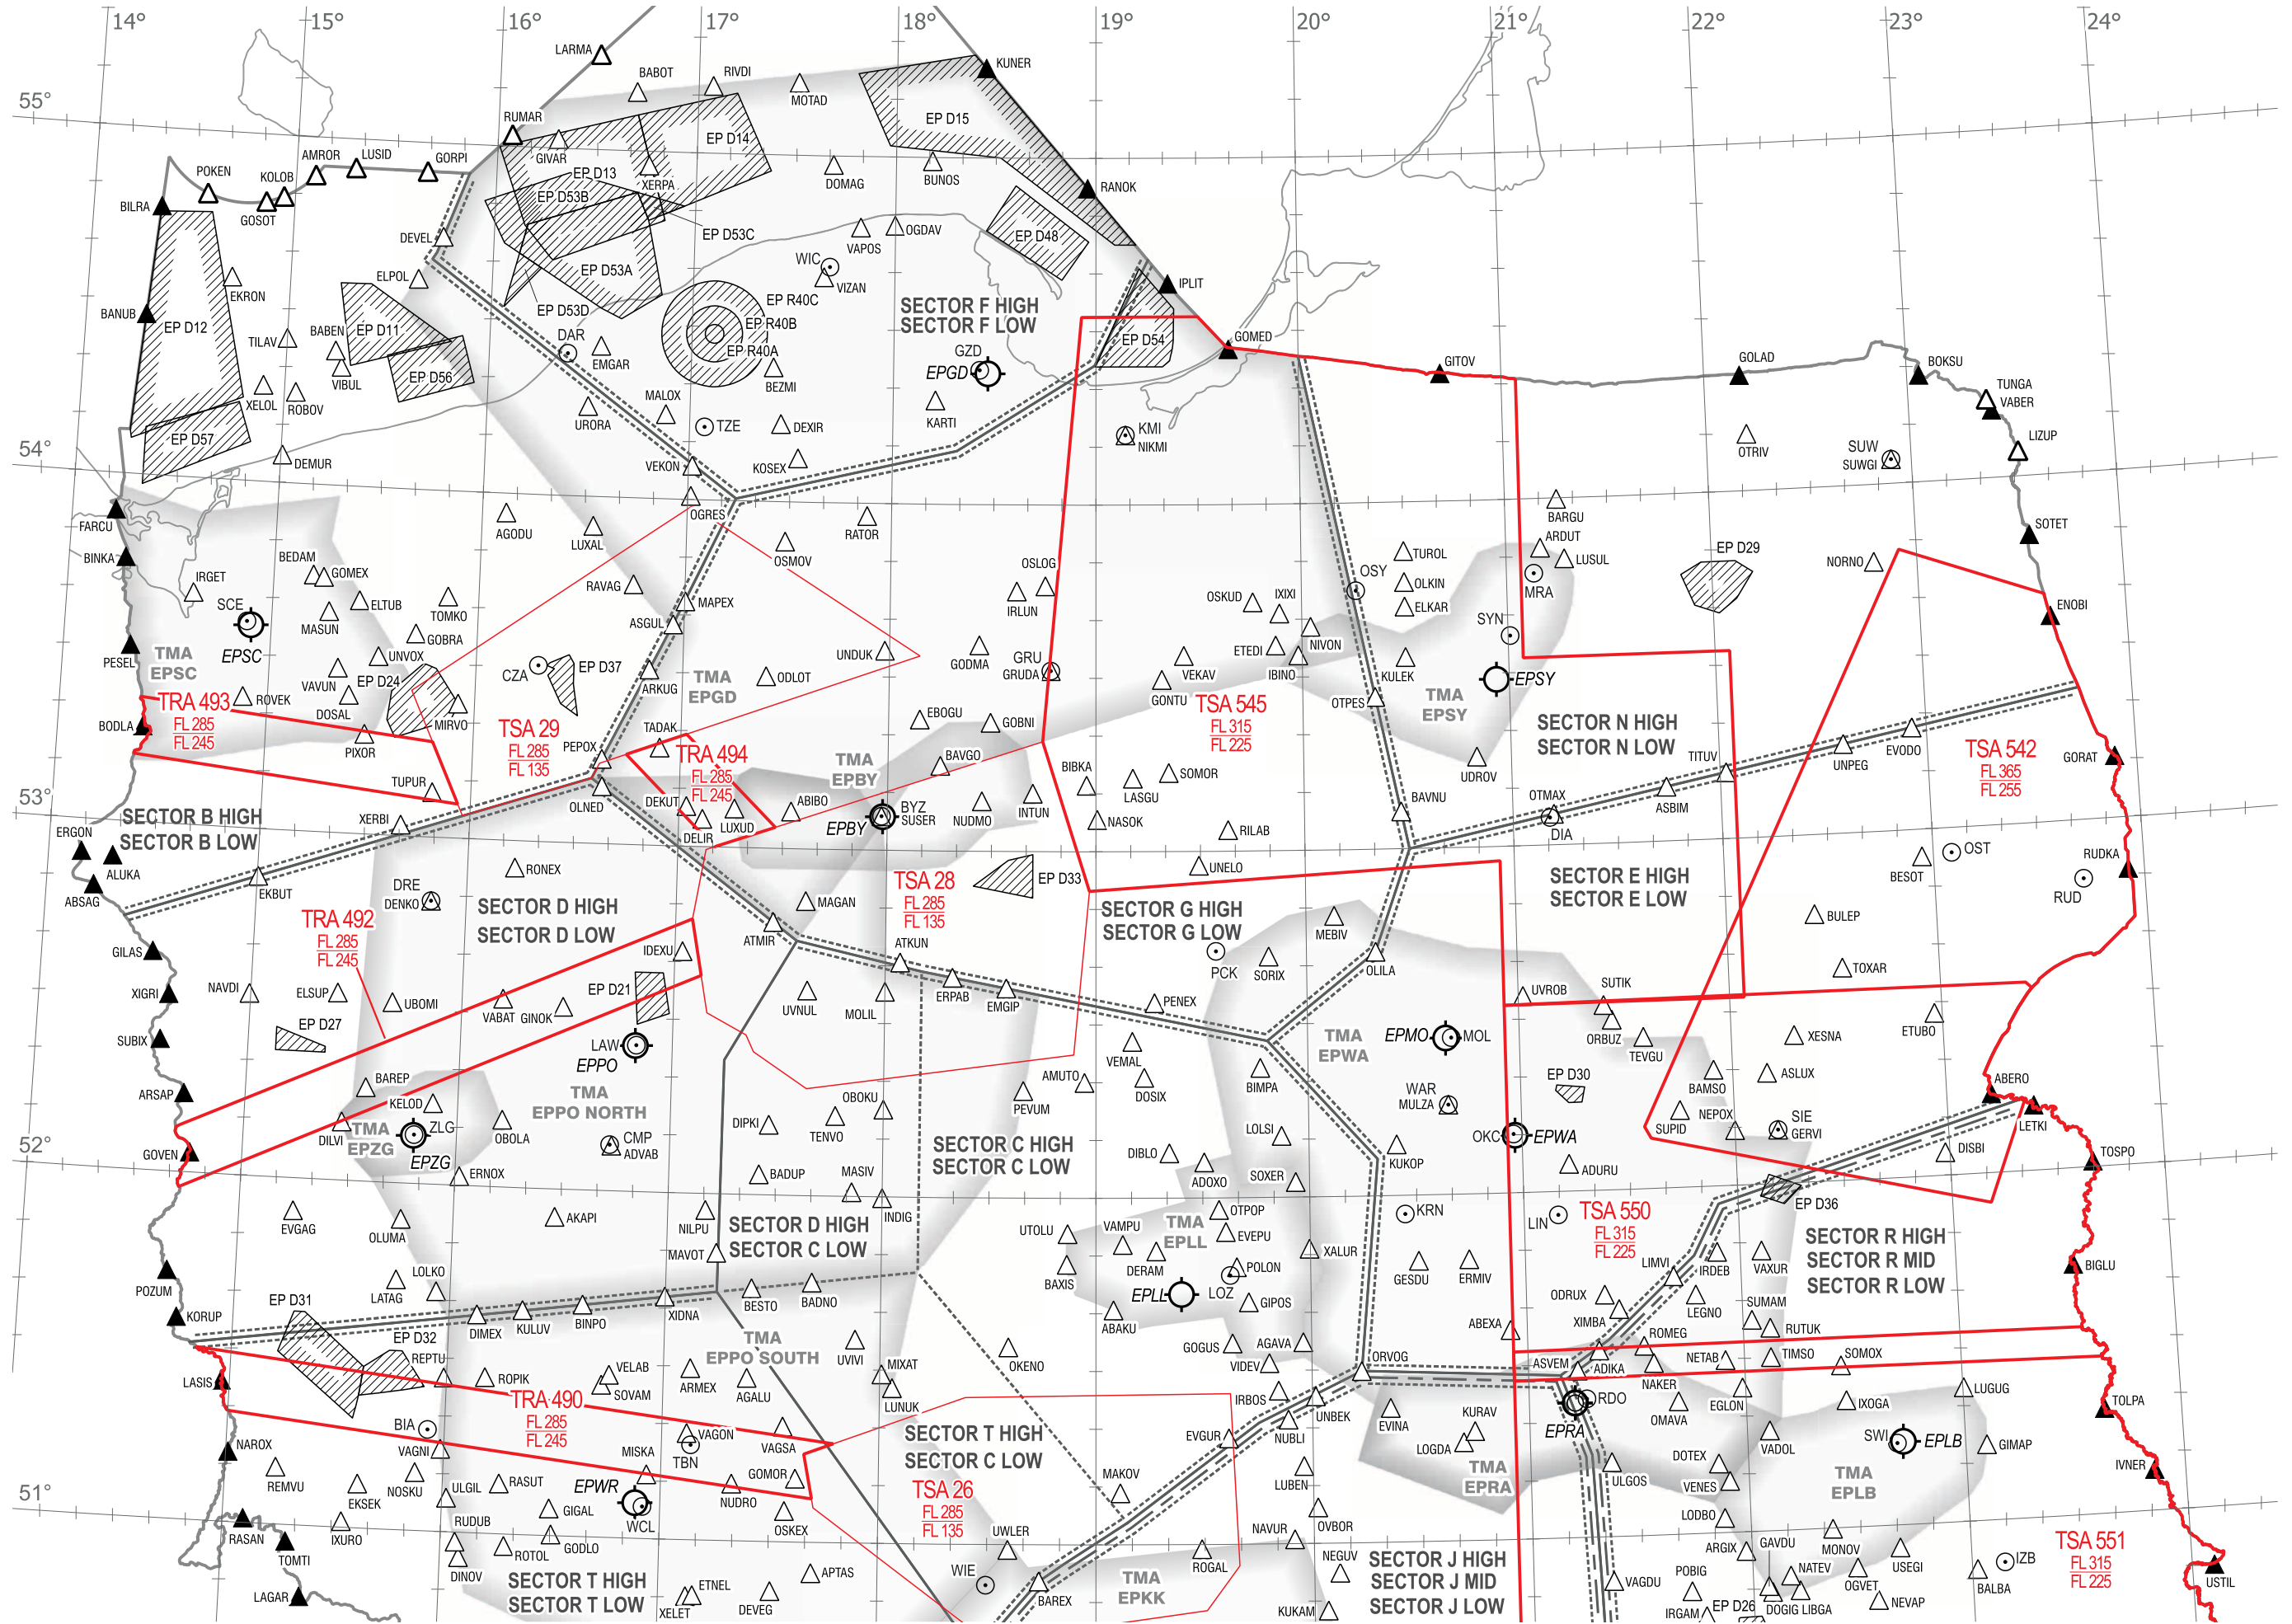 14°
15°
16°
17°
18°
19°
20°
21°
22°
23°
24°
LARMA
BABOT
RIVDI
MOTAD
KUNER
55°
RUMAR
EP D15
EP D14
GIVAR
AMROR
LUSID
GORPI
POKEN
KOLOB
GOSOT
EP D13
XERPA
DOMAG
BUNOS
RANOK
EP D53B
BILRA
DEVEL
EP D53C
VAPOS
OGDAV
EP D48
WIC
VIZAN
EP D53A
ELPOL
EKRON
EP D53D
EP R40C
SECTOR F HIGH
SECTOR F LOW
IPLIT
BANUB
EP D12
BABEN
EP D11
TILAV
DAR
EP R40B
EP R40A
EP D54
GOMED
GITOV
GOLAD
BOKSU
VIBUL
EP D56
EMGAR
BEZMI
GZD
EPGD
TUNGA
VABER
XELOL
ROBOV
URORA
MALOX
TZE
DEXIR
KARTI
KMI
NIKMI
OTRIV
SUW
SUWGI
LIZUP
54°
EP D57
DEMUR
VEKON
KOSEX
FARCU
AGODU
LUXAL
OGRES
RATOR
OSMOV
BARGU
SOTET
BINKA
BEDAM
GOMEX
IRGET
ARDUT
LUSUL
TUROL
EP D29
NORNO
RAVAG
MAPEX
OSLOG
IRLUN
OSY
OLKIN
MRA
SCE
EPSC
ELTUB
MASUN
TOMKO
GOBRA
ASGUL
OSKUD
IXIXI
ELKAR
ENOBI
SYN
PESEL
TMA
EPSC
UNVOX
VAVUN
EP D24
CZA
EP D37
ARKUG
TMA
EPGD
ODLOT
UNDUK
GODMA
GRU
GRUDA
ETEDI
NIVON
IBINO
VEKAV
GONTU
KULEK
TMA
EPSY
EPSY
TRA 493
FL 285
FL 245
ROVEK
DOSAL
MIRVO
BODLA
PIXOR
TSA 29
FL 285
FL 135
TADAK
EBOGU
GOBNI
TSA 545
FL 315
FL 225
OTPES
SECTOR N HIGH
SECTOR N LOW
TITUV
UNPEG
EVODO
TSA 542
FL 365
FL 255
GORAT
PEPOX
TRA 494
FL 285
FL 245
TMA
EPBY
BAVGO
BIBKA
SOMOR
LASGU
UDROV
TUPUR
OLNED
DEKUT
LUXUD
DELIR
ABIBO
EPBY
BYZ
SUSER
NUDMO
INTUN
NASOK
RILAB
BAVNU
OTMAX
DIA
ASBIM
53°
SECTOR B HIGH
SECTOR B LOW
XERBI
ERGON
ALUKA
ABSAG
EKBUT
DRE
DENKO
RONEX
MAGAN
TSA 28
FL 285
FL 135
EP D33
UNELO
SECTOR E HIGH
SECTOR E LOW
BESOT
OST
RUD
RUDKA
TRA 492
FL 285
FL 245
SECTOR D HIGH
SECTOR D LOW
ATMIR
SECTOR G HIGH
SECTOR G LOW
MEBIV
BULEP
GILAS
IDEXU
ATKUN
PCK
SORIX
OLILA
TOXAR
XIGRI
NAVDI
ELSUP
UBOMI
VABAT
GINOK
EP D21
UVNUL
MOLIL
ERPAB
EMGIP
PENEX
UVROB
SUTIK
ORBUZ
TEVGU
XESNA
ETUBO
SUBIX
EP D27
LAW
EPPO
VEMAL
TMA
EPWA
EPMO
MOL
ARSAP
BAREP
KELOD
TMA
EPPO NORTH
OBOKU
PEVUM
AMUTO
DOSIX
BIMPA
WAR
MULZA
EP D30
BAMSO
ASLUX
ABERO
LETKI
DILVI
TMA
EPZG
ZLG
EPZG
OBOLA
CMP
ADVAB
DIPKI
TENVO
SECTOR C HIGH
SECTOR C LOW
LOLSI
OKC
EPWA
SUPID
NEPOX
SIE
GERVI
52°
GOVEN
ERNOX
BADUP
MASIV
DIBLO
ADOXO
SOXER
KUKOP
ADURU
DISBI
TOSPO
EP D36
EVGAG
OLUMA
AKAPI
NILPU
SECTOR D HIGH
SECTOR C LOW
INDIG
UTOLU
VAMPU
TMA
EPLL
OTPOP
EVEPU
KRN
LIN
TSA 550
FL 315
FL 225
SECTOR R HIGH
SECTOR R MID
SECTOR R LOW
MAVOT
BAXIS
DERAM
POLON
LOZ
XALUR
GESDU
ERMIV
LIMVI
IRDEB
VAXUR
BIGLU
POZUM
LATAG
LOLKO
BESTO
BADNO
EPLL
GIPOS
ABAKU
ODRUX
XIMBA
LEGNO
SUMAM
RUTUK
KORUP
EP D31
EP D32
DIMEX
KULUV
BINPO
XIDNA
TMA
EPPO SOUTH
UVIVI
OKENO
GOGUS
AGAVA
VIDEV
ABEXA
ROMEG
NETAB
TIMSO
SOMOX
REPTU
ROPIK
VELAB
SOVAM
ARMEX
AGALU
MIXAT
LUNUK
ORVOG
ASVEM
ADIKA
NAKER
LASIS
TRA 490
FL 285
FL 245
IRBOS
UNBEK
NUBLI
EVINA
KURAV
LOGDA
EPRA
RDO
OMAVA
EGLON
IXOGA
LUGUG
TOLPA
BIA
VAGNI
NAROX
VAGON
TBN
VAGSA
SECTOR T HIGH
SECTOR C LOW
EVGUR
VADOL
SWI
EPLB
GIMAP
IVNER
REMVU
NOSKU
EKSEK
MISKA
GOMOR
NUDRO
TSA 26
FL 285
FL 135
MAKOV
LUBEN
TMA
EPRA
ULGOS
DOTEX
VENES
TMA
EPLB
51°
ULGIL
RASUT
GIGAL
EPWR
WCL
OSKEX
OVBOR
LODBO
RASAN
IXURO
RUDUB
ROTOL
GODLO
UWLER
NAVUR
NEGUV
ROGAL
SECTOR J HIGH
SECTOR J MID
SECTOR J LOW
ARGIX
GAVDU
MONOV
USEGI
TSA 551
FL 315
FL 225
TOMTI
DINOV
SECTOR T HIGH
SECTOR T LOW
ETNEL
XELET
DEVEG
APTAS
WIE
BAREX
TMA
EPKK
KUKAM
VAGDU
POBIG
IRGAM
EP D26
NATEV
DOGIG
LIBGA
OGVET
NEVAP
BALBA
IZB
USTIL
LAGAR